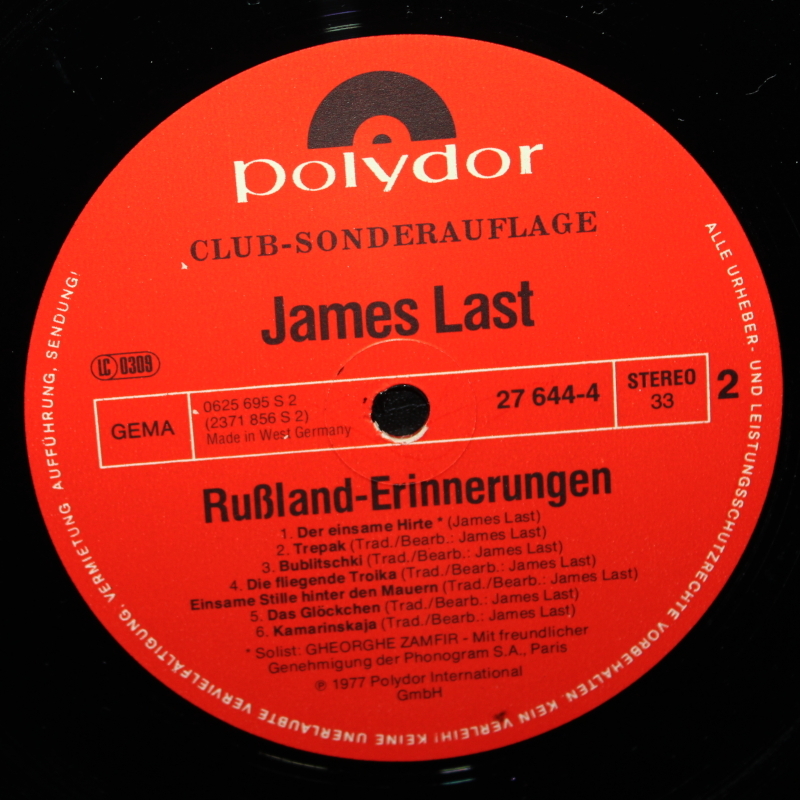 polydor
CLUB-SONDERAUFLAGE
James Last
LC 0309
GEMA
0625 695 S 2
(2371 856 S 2)
Made in West Germany
27 644-4
STEREO
33
2
Rußland-Erinnerungen
1. Der einsame Hirte * (James Last)
2. Trepak (Trad./Bearb.: James Last)
3. Bublitschki (Trad./Bearb.: James Last)
4. Die fliegende Troika (Trad./Bearb.: James Last)
Einsame Stille hinter den Mauern (Trad./Bearb.: James Last)
5. Das Glöckchen (Trad./Bearb.: James Last)
6. Kamarinskaja (Trad./Bearb.: James Last)
* Solist: GHEORGHE ZAMFIR - Mit freundlicher
Genehmigung der Phonogram S.A., Paris
℗ 1977 Polydor International
GmbH
ALLE URHEBER- UND LEISTUNGSSCHUTZRECHTE VORBEHALTEN. KEIN VERLEIH! KEINE UNERLAUBTE VERVIELFÄLTIGUNG, VERMIETUNG, AUFFÜHRUNG, SENDUNG!